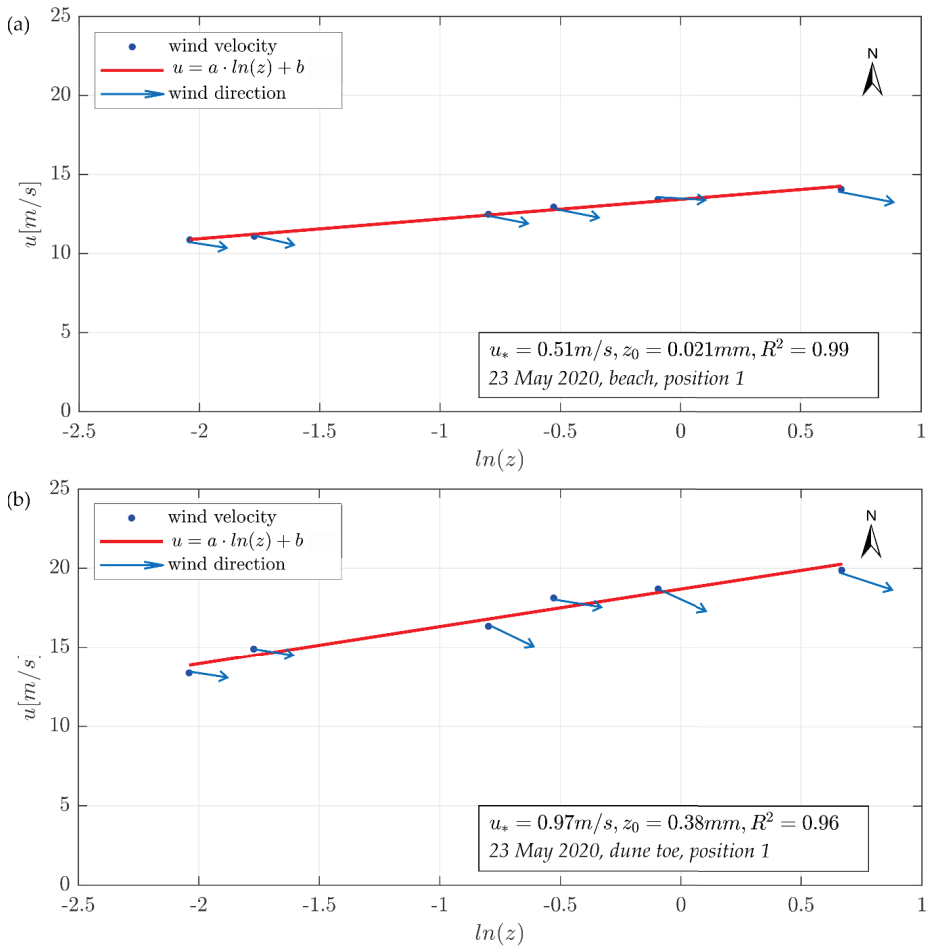 (a)
25
20
15
10
5
0
u[m/s]
wind velocity
u = a · ln(z) + b
wind direction
N
u* = 0.51m/s, z0 = 0.021mm, R² = 0.99
23 May 2020, beach, position 1
-2.5 -2 -1.5 -1 -0.5 0 0.5 1
ln(z)
(b)
25
20
15
10
5
0
u[m/s]
wind velocity
u = a · ln(z) + b
wind direction
N
u* = 0.97m/s, z0 = 0.38mm, R² = 0.96
23 May 2020, dune toe, position 1
-2.5 -2 -1.5 -1 -0.5 0 0.5 1
ln(z)